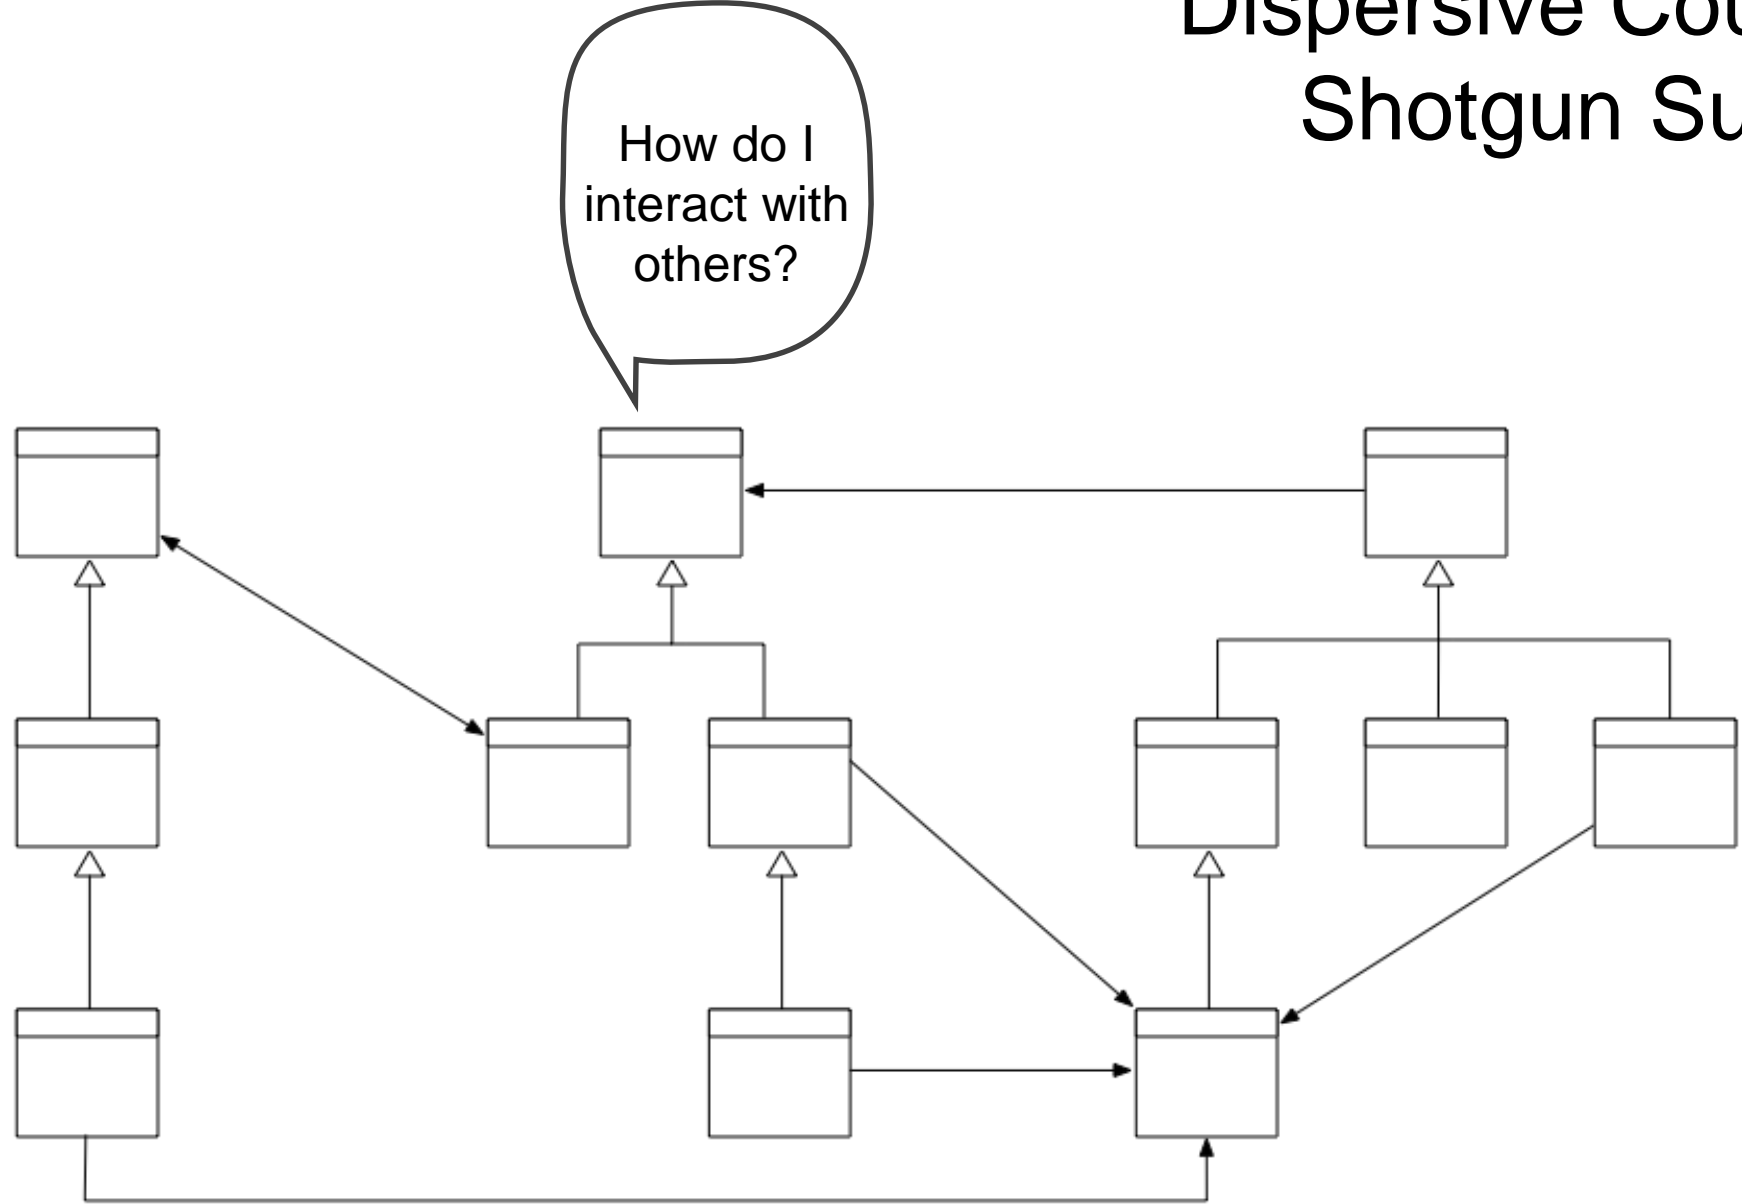 Dispersive Cou
Shotgun Su
How do I
interact with
others?